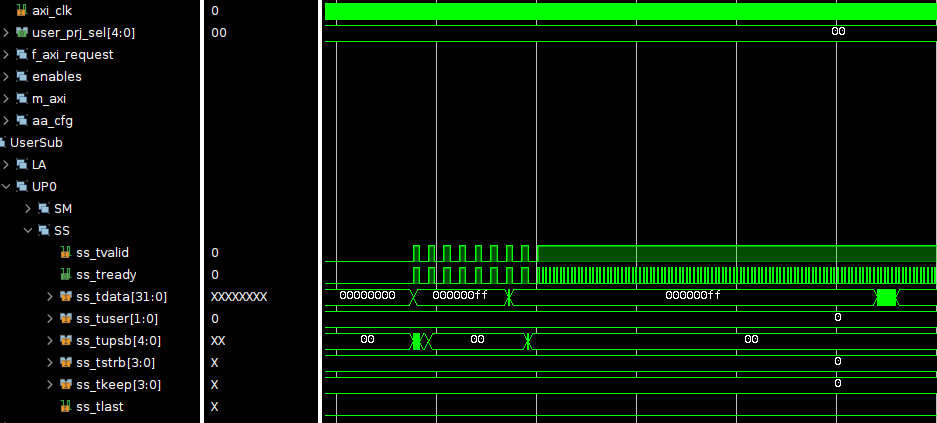 axi_clk 0
user_prj_sel[4:0] 00 00
f_axi_request
enables
m_axi
aa_cfg
UserSub
LA
UP0
SM
SS
ss_tvalid 0
ss_tready 0
ss_tdata[31:0] XXXXXXXX 00000000 000000ff 000000ff
ss_tuser[1:0] 0 0
ss_tupsb[4:0] XX 00 00 00
ss_tstrb[3:0] X 0
ss_tkeep[3:0] X 0
ss_tlast X